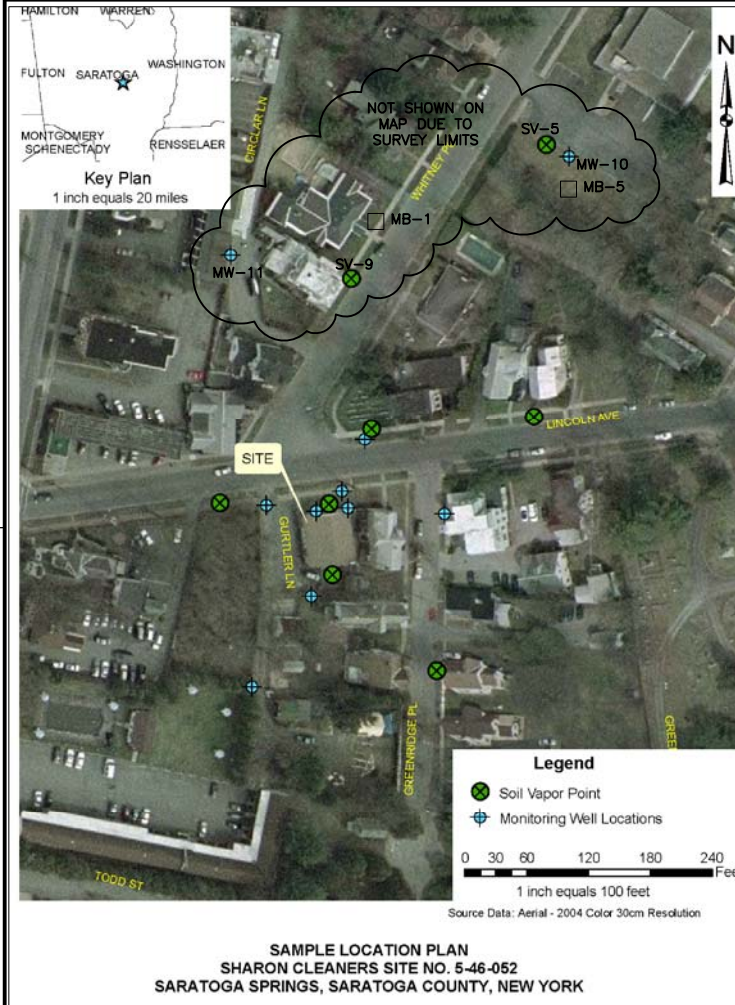 HAMILTON WARREN
FULTON SARATOGA WASHINGTON
MONTGOMERY
SCHENECTADY
RENSSELAER
Key Plan
1 inch equals 20 miles
N
CIRCLAR LN
NOT SHOWN ON
MAP DUE TO
SURVEY LIMITS
WHITNEY
SV-5
MW-10
MB-5
MB-1
MW-11
SV-9
LINCOLN AVE
SITE
GURTLER LN
GREENRIDGE PL
TODD ST
Legend
Soil Vapor Point
Monitoring Well Locations
0 30 60 120 180 240
1 inch equals 100 feet
Source Data: Aerial - 2004 Color 30cm Resolution
SAMPLE LOCATION PLAN
SHARON CLEANERS SITE NO. 5-46-052
SARATOGA SPRINGS, SARATOGA COUNTY, NEW YORK